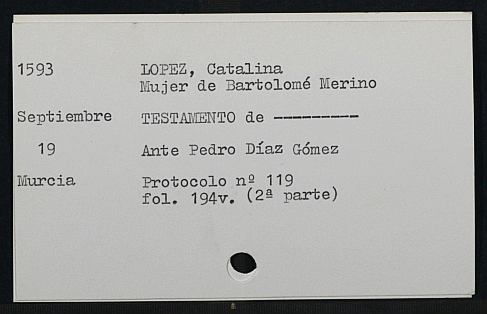 1593 LOPEZ, Catalina
Mujer de Bartolomé Merino
Septiembre TESTAMENTO de ---------
19 Ante Pedro Díaz Gómez
Murcia Protocolo nº 119
fol. 194v. (2ª parte)